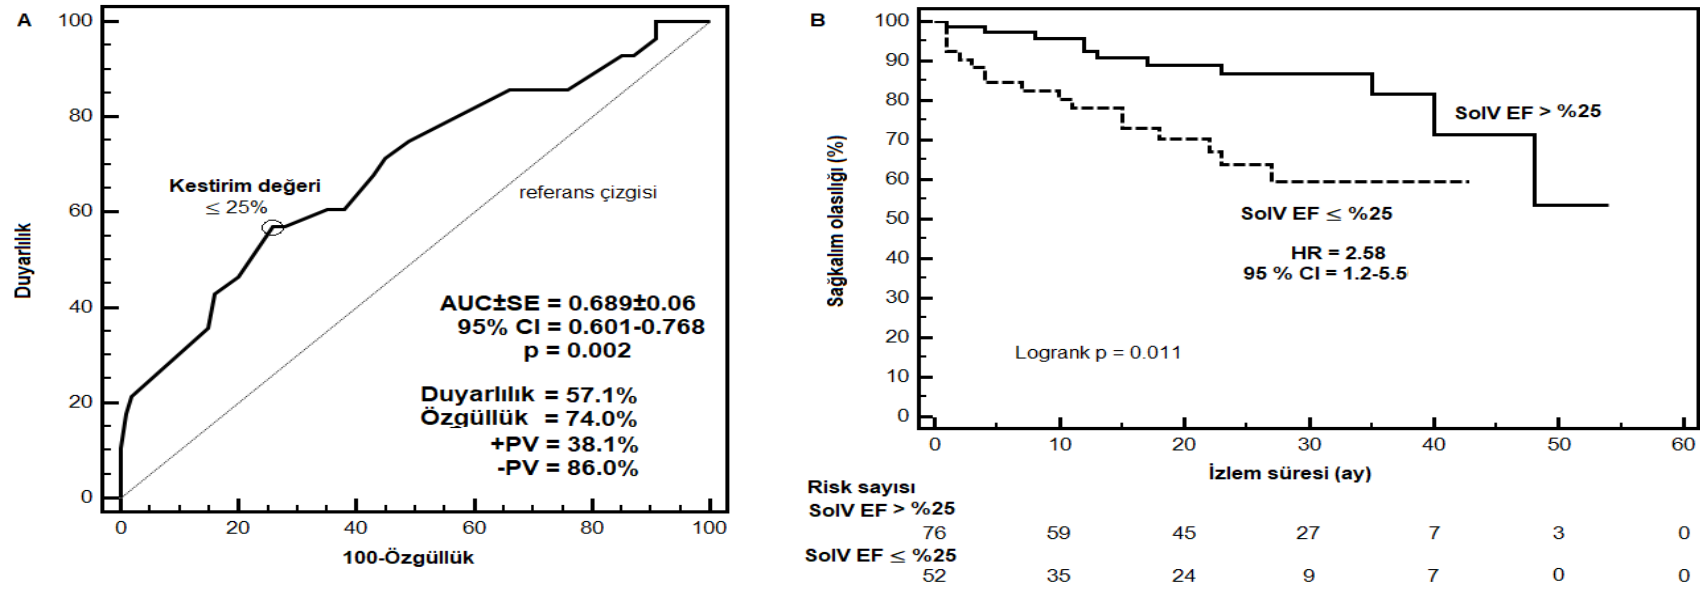 A
100
80
60
40
20
0
Duyarlılık
Kestirim değeri
≤ 25%
referans çizgisi
AUC±SE = 0.689±0.06
95% CI = 0.601-0.768
p = 0.002
Duyarlılık = 57.1%
Özgüllük = 74.0%
+PV = 38.1%
-PV = 86.0%
0 20 40 60 80 100
100-Özgüllük
B
100
90
80
70
60
50
40
30
20
10
0
Sağkalım olasılığı (%)
SolV EF > %25
SolV EF ≤ %25
HR = 2.58
95 % CI = 1.2-5.5
Logrank p = 0.011
0 10 20 30 40 50 60
İzlem süresi (ay)
Risk sayısı
SolV EF > %25
76 59 45 27 7 3 0
SolV EF ≤ %25
52 35 24 9 7 0 0